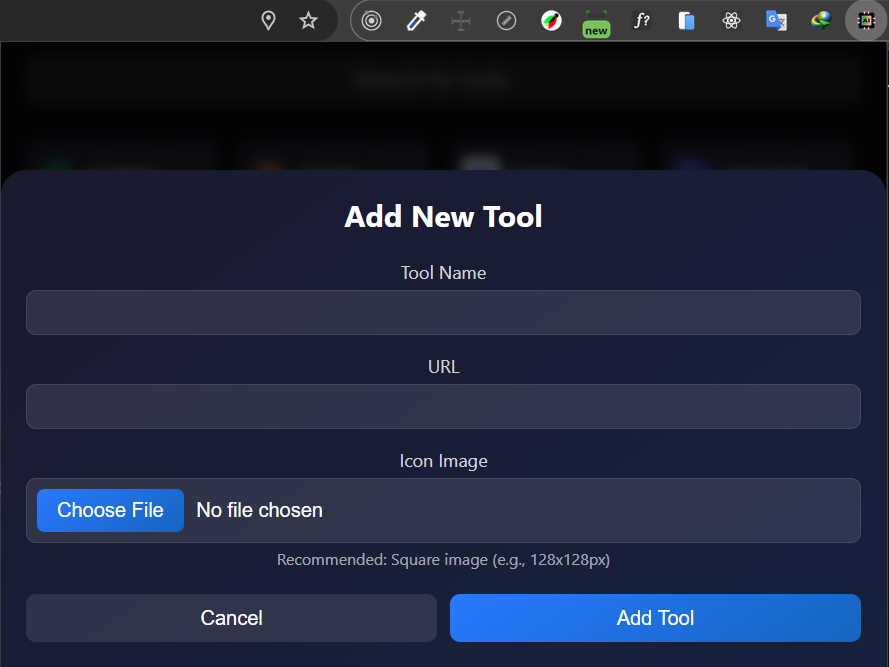 new
f?
Add New Tool
Tool Name
URL
Icon Image
Choose File No file chosen
Recommended: Square image (e.g., 128x128px)
Cancel Add Tool